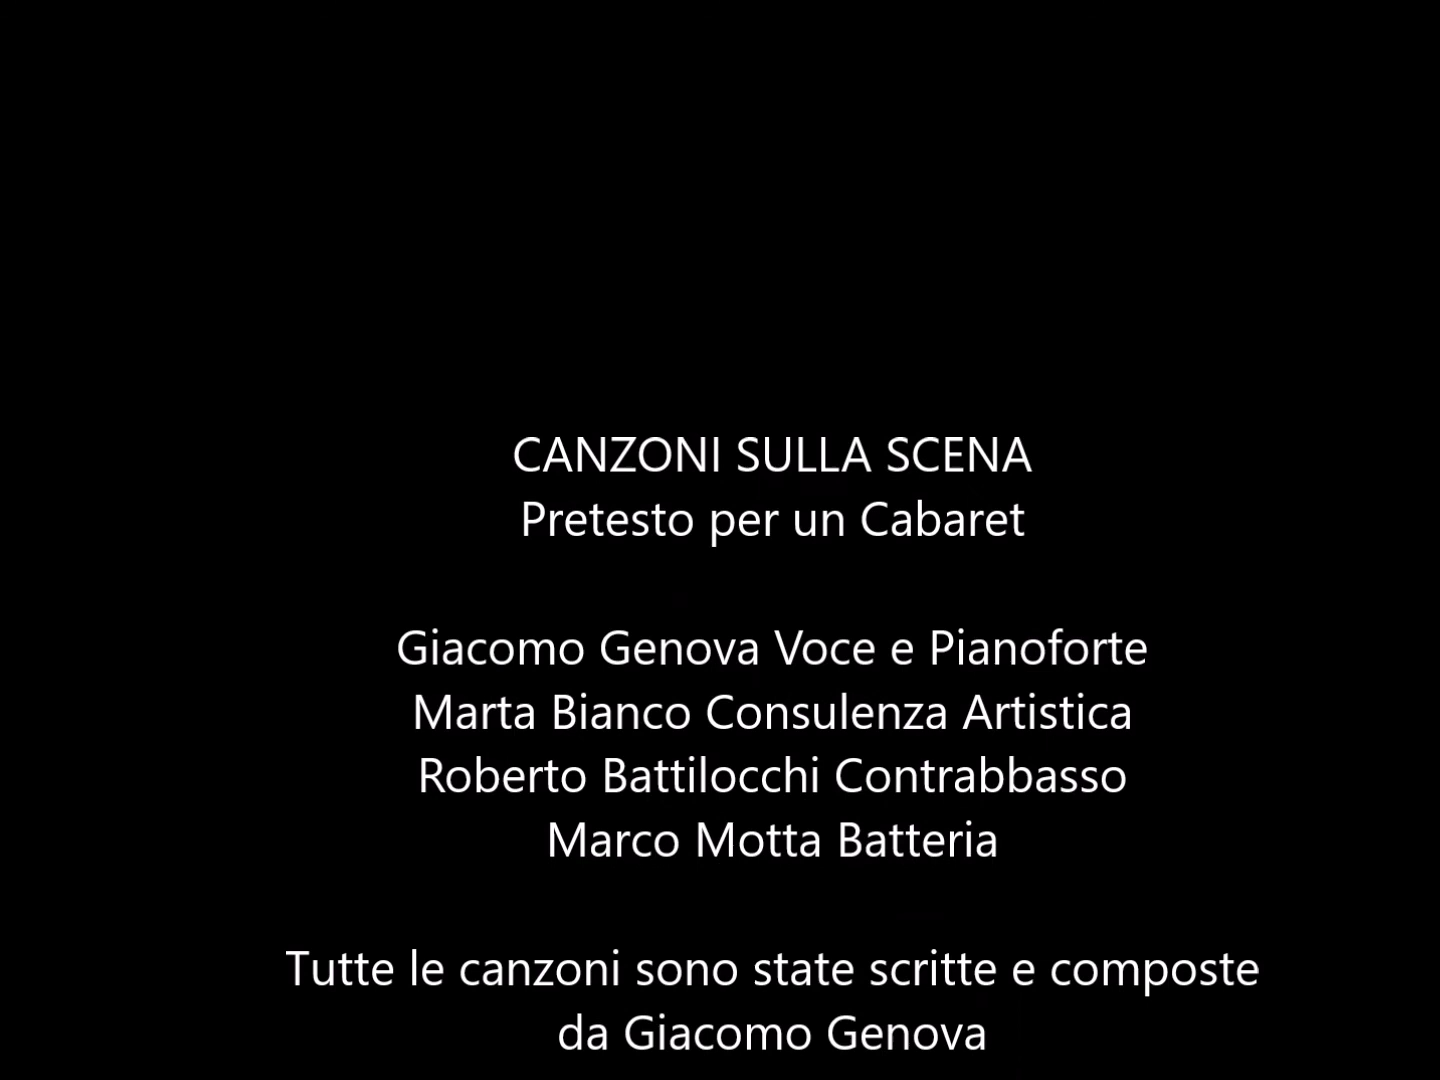 CANZONI SULLA SCENA
Pretesto per un Cabaret
Giacomo Genova Voce e Pianoforte
Marta Bianco Consulenza Artistica
Roberto Battilocchi Contrabbasso
Marco Motta Batteria
Tutte le canzoni sono state scritte e composte
da Giacomo Genova